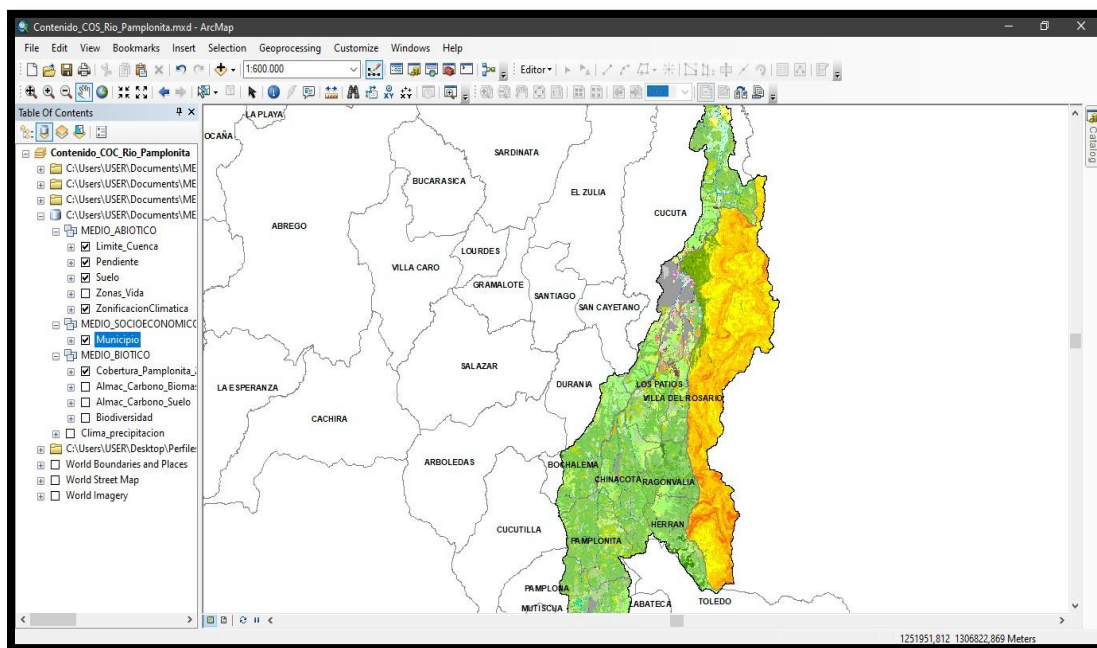 Contenido_COS_Rio_Pamplonita.mxd - ArcMap
File Edit View Bookmarks Insert Selection Geoprocessing Customize Windows Help
1:600.000
Editor
Table Of Contents
Contenido_COC_Rio_Pamplonita
C:\Users\USER\Documents\ME
C:\Users\USER\Documents\ME
C:\Users\USER\Documents\ME
C:\Users\USER\Documents\ME
MEDIO_ABIOTICO
Limite_Cuenca
Pendiente
Suelo
Zonas_Vida
ZonificacionClimatica
MEDIO_SOCIOECONOMICO
Municipio
MEDIO_BIOTICO
Cobertura_Pamplonita_
Almac_Carbono_Biomas
Almac_Carbono_Suelo
Biodiversidad
Clima_precipitacion
C:\Users\USER\Desktop\Perfile
World Boundaries and Places
World Street Map
World Imagery
LA PLAYA
OCAÑA
SARDINATA
BUCARASICA
EL ZULIA
CUCUTA
ABREGO
LOURDES
VILLA CARO
GRAMALOTE
SANTIAGO
SAN CAYETANO
SALAZAR
DURANIA
LOS PATIOS
LA ESPERANZA
VILLA DEL ROSARIO
CACHIRA
ARBOLEDAS
BOCHALEMA
CHINACOTA
RAGONVALIA
CUCUTILLA
HERRAN
PAMPLONITA
PAMPLONA
MUTISCUA
LABATECA
TOLEDO
Catalog
1251951,812 1306822,869 Meters